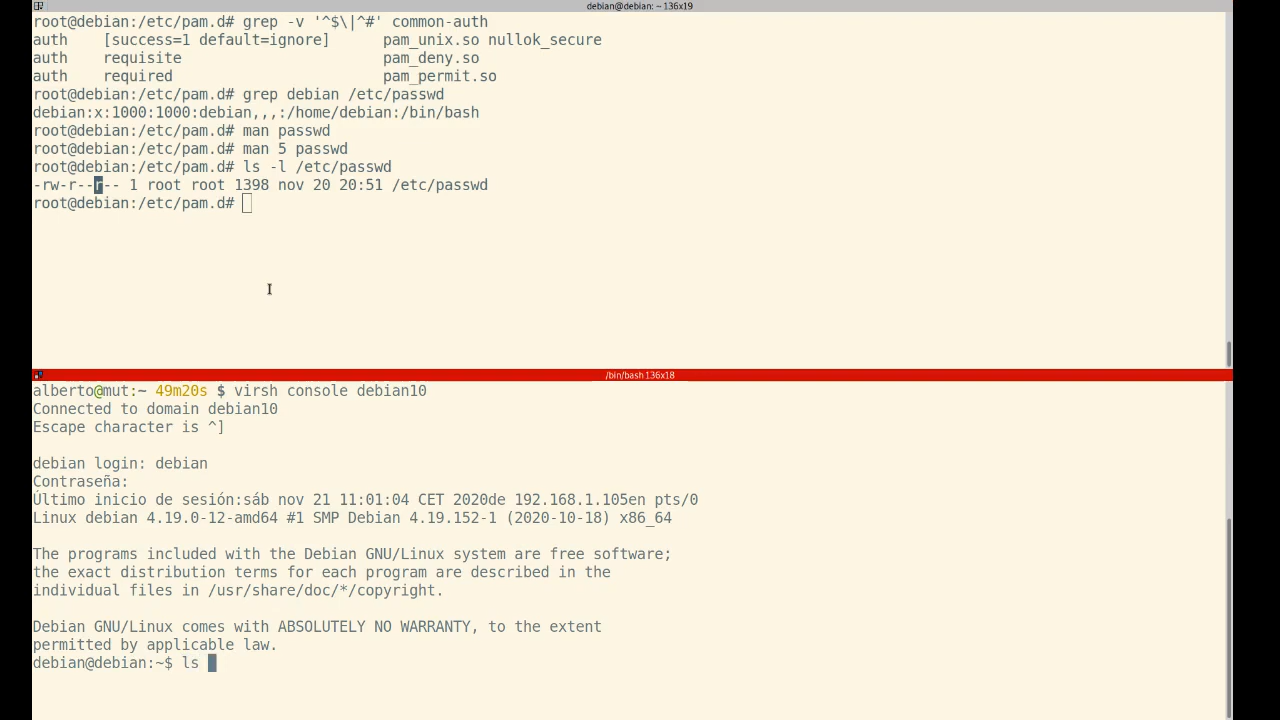 debian@debian: ~ 136x19
root@debian:/etc/pam.d# grep -v '^$\|^#' common-auth
auth    [success=1 default=ignore]      pam_unix.so nullok_secure
auth    requisite                       pam_deny.so
auth    required                        pam_permit.so
root@debian:/etc/pam.d# grep debian /etc/passwd
debian:x:1000:1000:debian,,,:/home/debian:/bin/bash
root@debian:/etc/pam.d# man passwd
root@debian:/etc/pam.d# man 5 passwd
root@debian:/etc/pam.d# ls -l /etc/passwd
-rw-r--r-- 1 root root 1398 nov 20 20:51 /etc/passwd
root@debian:/etc/pam.d#
/bin/bash 136x18
alberto@mut:~ 49m20s $ virsh console debian10
Connected to domain debian10
Escape character is ^]
debian login: debian
Contraseña:
Último inicio de sesión:sáb nov 21 11:01:04 CET 2020de 192.168.1.105en pts/0
Linux debian 4.19.0-12-amd64 #1 SMP Debian 4.19.152-1 (2020-10-18) x86_64
The programs included with the Debian GNU/Linux system are free software;
the exact distribution terms for each program are described in the
individual files in /usr/share/doc/*/copyright.
Debian GNU/Linux comes with ABSOLUTELY NO WARRANTY, to the extent
permitted by applicable law.
debian@debian:~$ ls